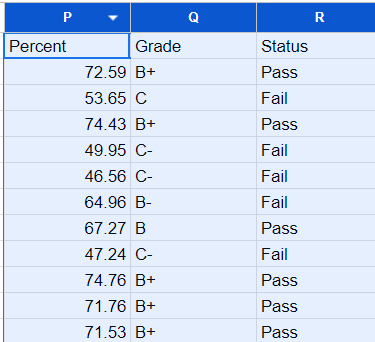 P Q R
Percent Grade Status
72.59 B+ Pass
53.65 C Fail
74.43 B+ Pass
49.95 C- Fail
46.56 C- Fail
64.96 B- Fail
67.27 B Pass
47.24 C- Fail
74.76 B+ Pass
71.76 B+ Pass
71.53 B+ Pass